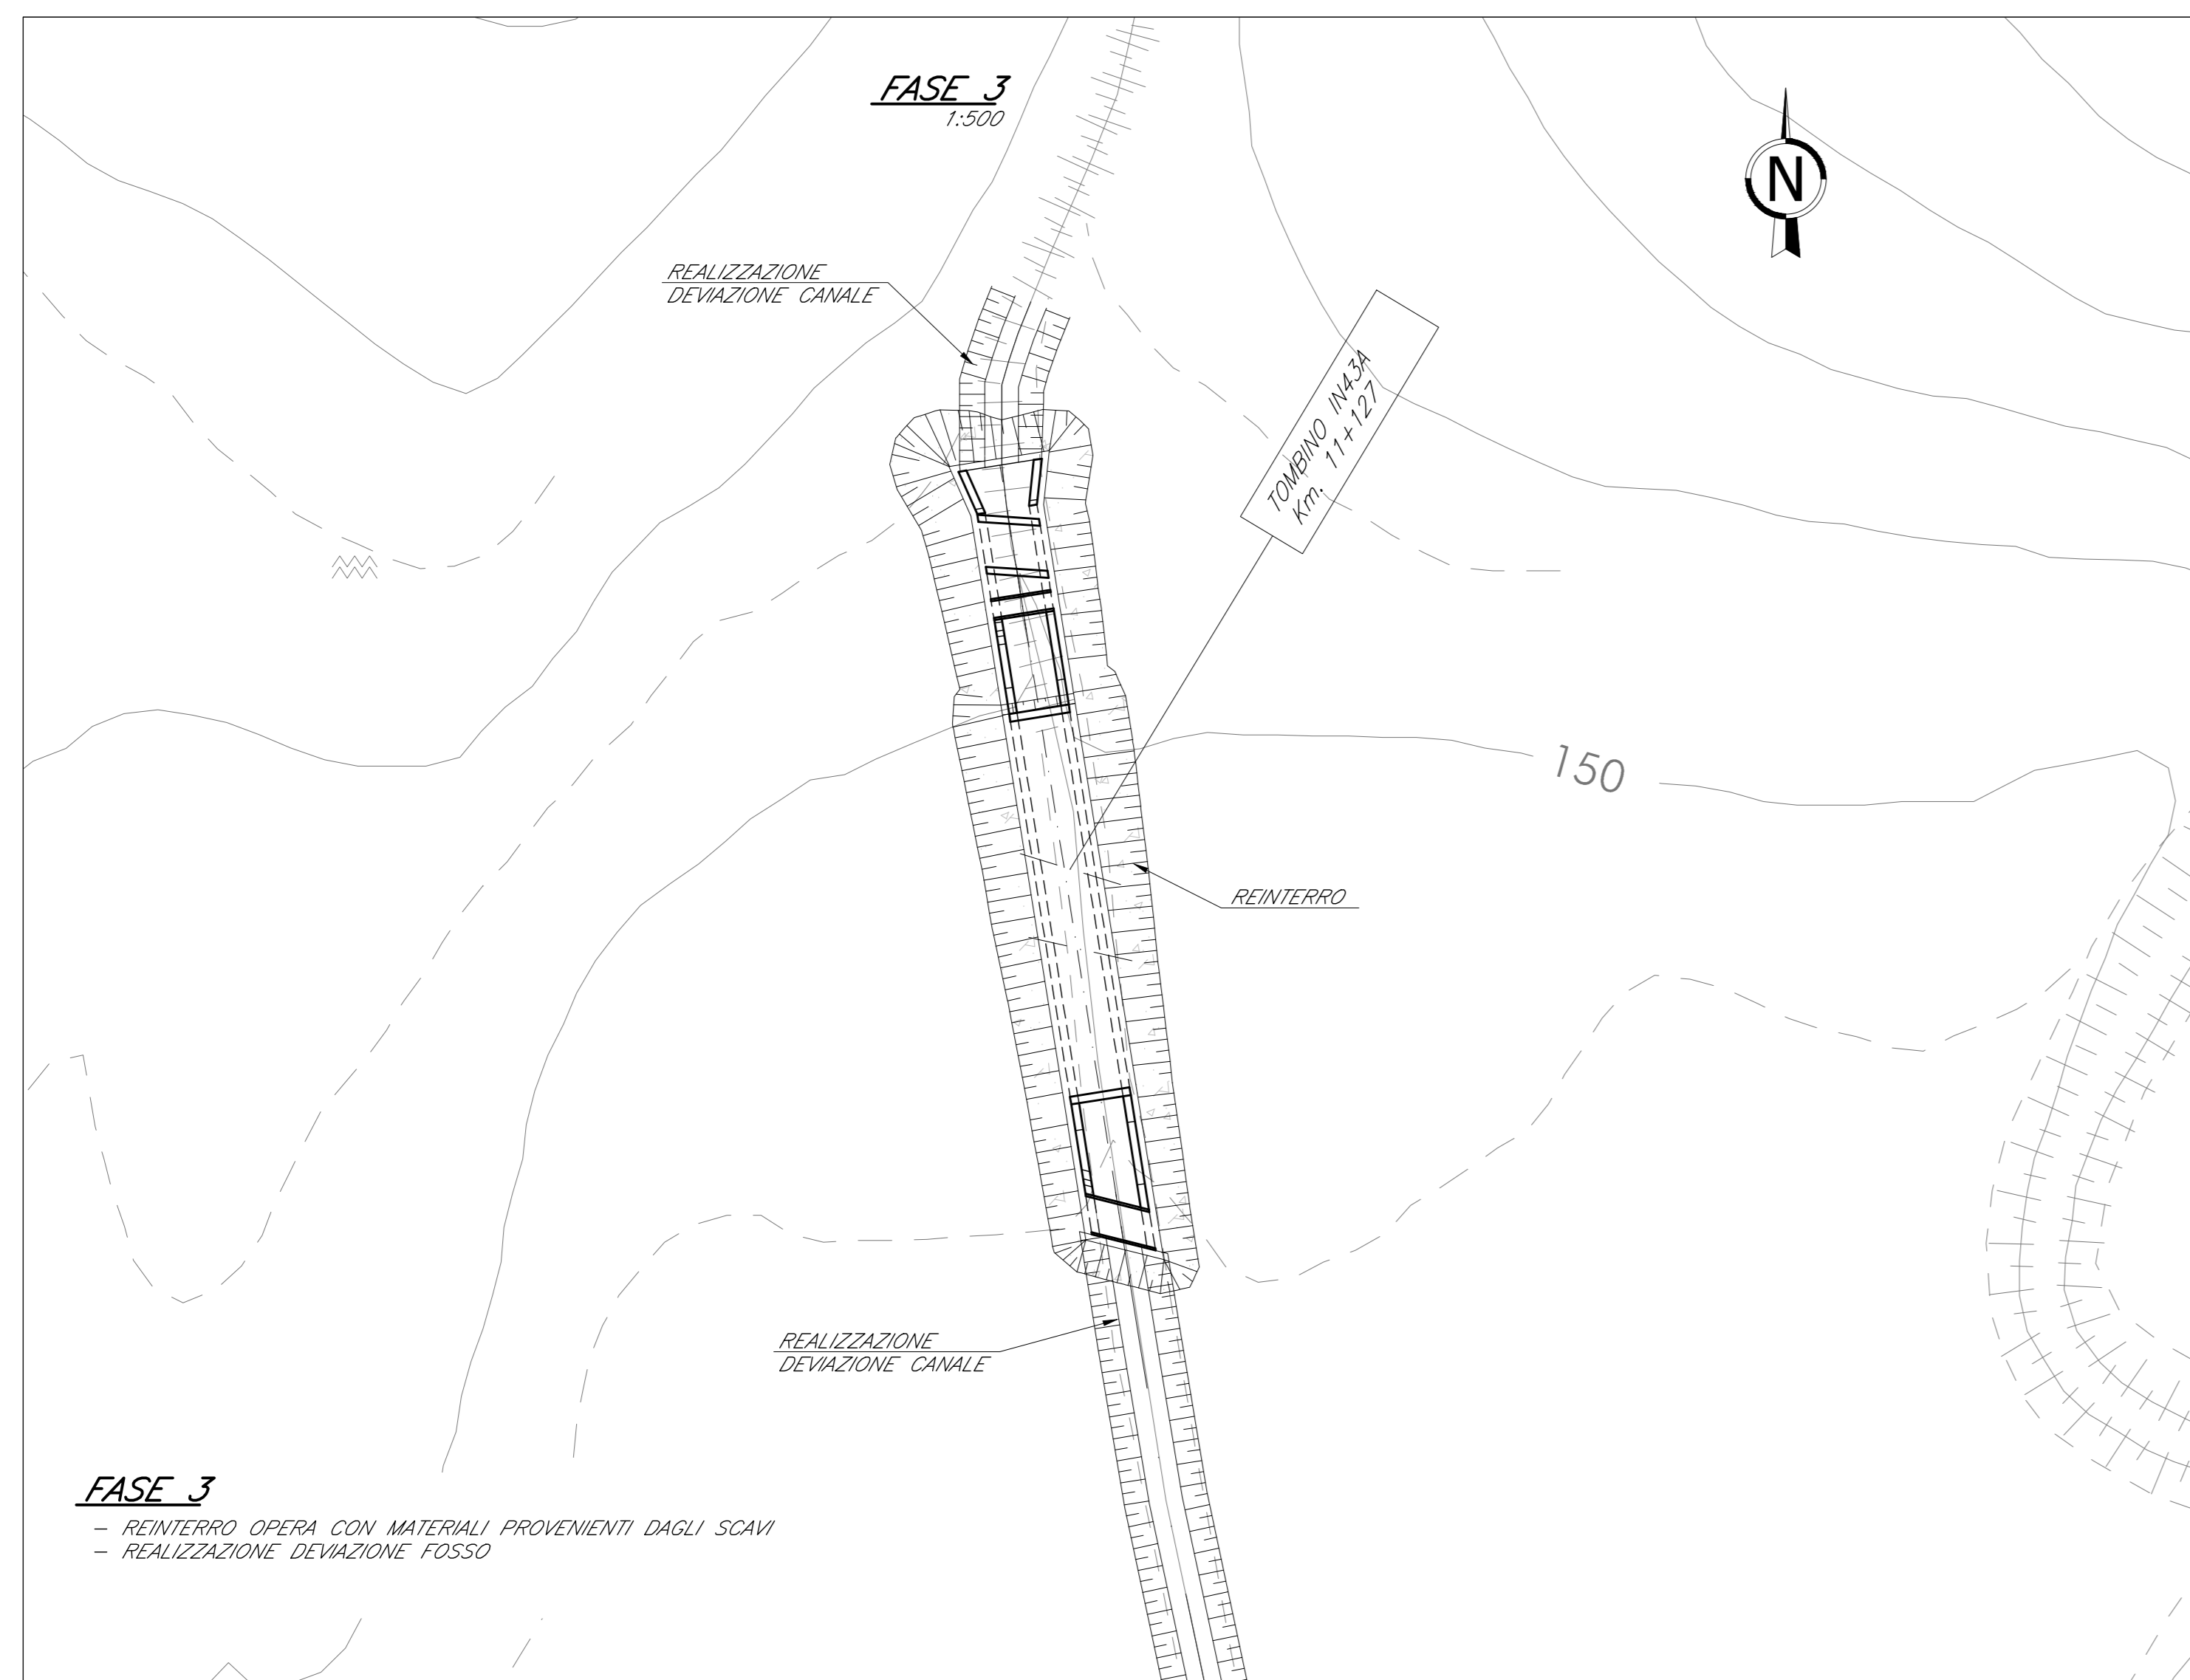 FASE 3
1:500
N
REALIZZAZIONE
DEVIAZIONE CANALE
TOMBINO IN43A
Km. 11+127
150
REINTERRO
REALIZZAZIONE
DEVIAZIONE CANALE
FASE 3
- REINTERRO OPERA CON MATERIALI PROVENIENTI DAGLI SCAVI
- REALIZZAZIONE DEVIAZIONE FOSSO